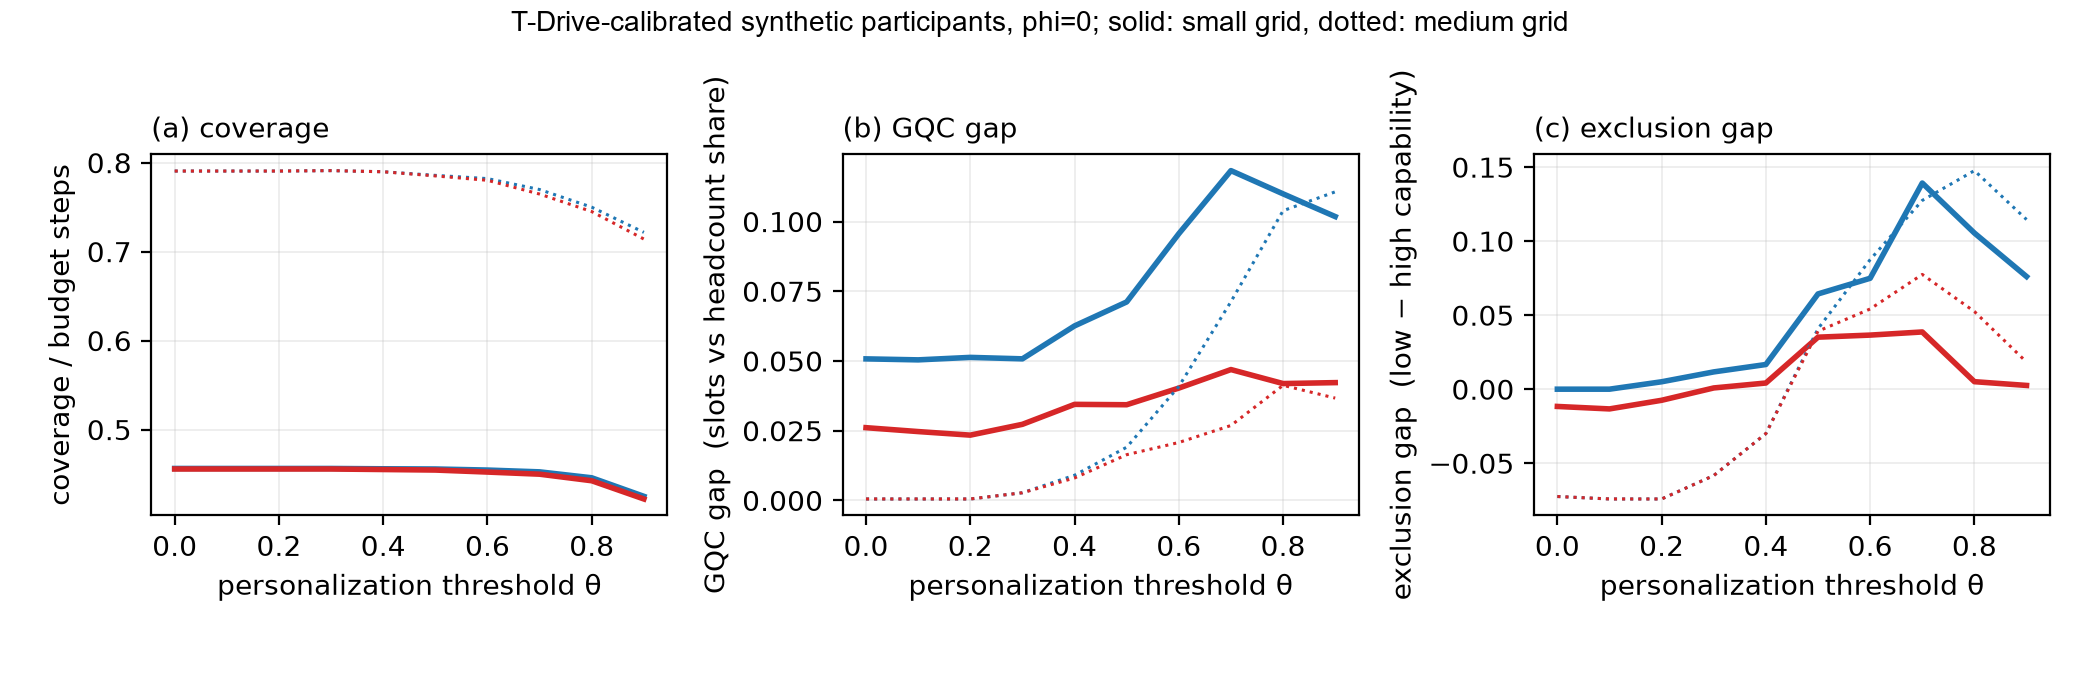 T-Drive-calibrated synthetic participants, phi=0; solid: small grid, dotted: medium grid
(a) coverage
coverage / budget steps
0.8
0.7
0.6
0.5
0.0 0.2 0.4 0.6 0.8
personalization threshold θ
(b) GQC gap
GQC gap (slots vs headcount share)
0.100
0.075
0.050
0.025
0.000
0.0 0.2 0.4 0.6 0.8
personalization threshold θ
(c) exclusion gap
exclusion gap (low − high capability)
0.15
0.10
0.05
0.00
−0.05
0.0 0.2 0.4 0.6 0.8
personalization threshold θ